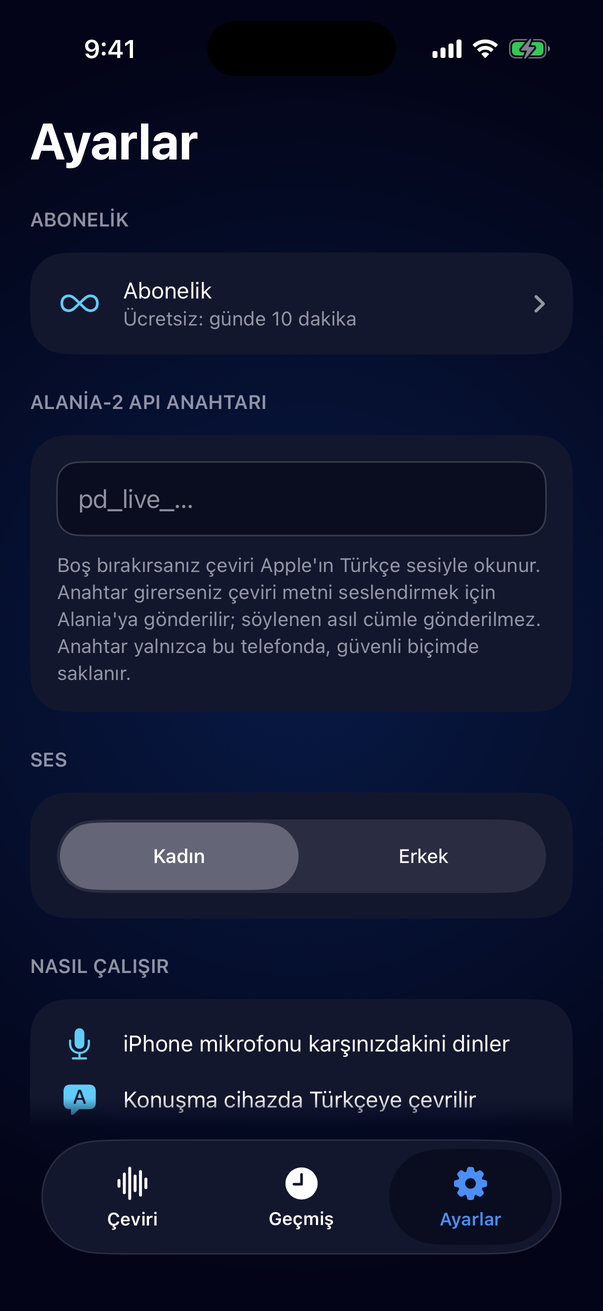 9:41
Ayarlar
ABONELİK
Abonelik
Ücretsiz: günde 10 dakika
ALANİA-2 API ANAHTARI
pd_live_...
Boş bırakırsanız çeviri Apple'ın Türkçe sesiyle okunur.
Anahtar girerseniz çeviri metni seslendirmek için
Alania'ya gönderilir; söylenen asıl cümle gönderilmez.
Anahtar yalnızca bu telefonda, güvenli biçimde
saklanır.
SES
Kadın
Erkek
NASIL ÇALIŞIR
iPhone mikrofonu karşınızdakini dinler
A
Konuşma cihazda Türkçeye çevrilir
Çeviri
Geçmiş
Ayarlar